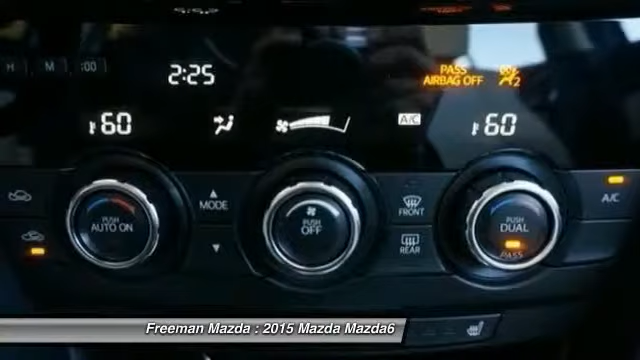 H M :00
2:25
PASS
AIRBAG OFF 2
60 A/C 60
PUSH
AUTO ON
MODE
PUSH
OFF
FRONT
REAR
PUSH
DUAL
PASS
A/C
Freeman Mazda : 2015 Mazda Mazda6